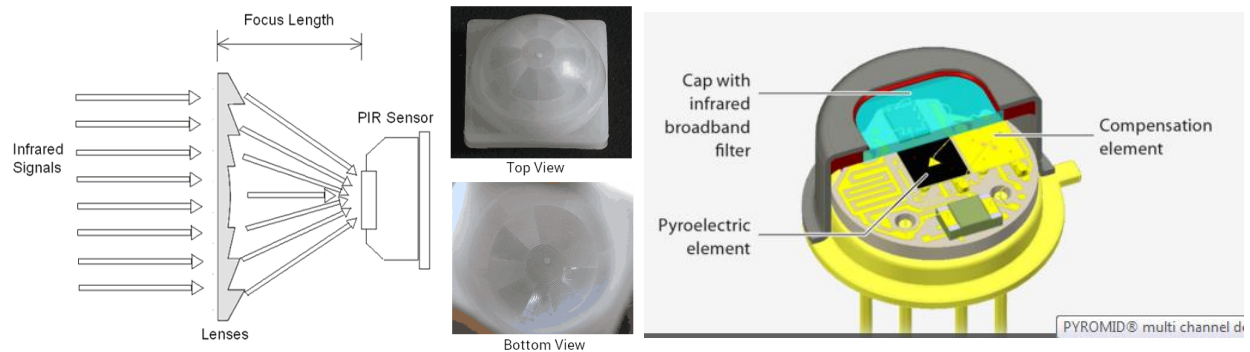 Focus Length
PIR Sensor
Infrared
Signals
Lenses
Top View
Bottom View
Cap with
infrared
broadband
filter
Compensation
element
Pyroelectric
element
PYROMID® multi channel de